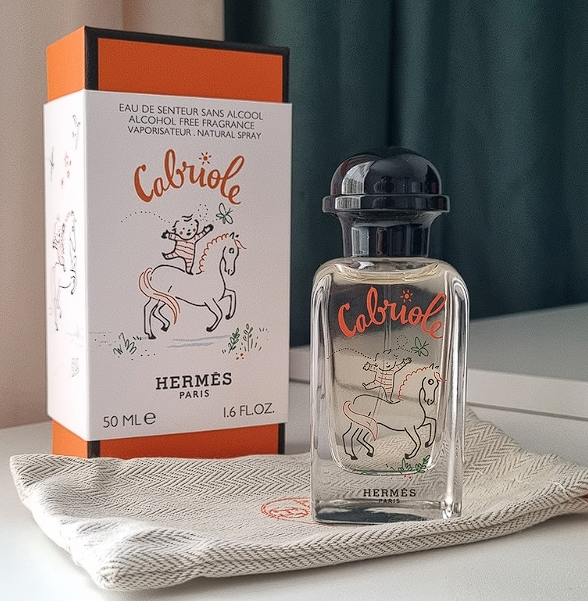 EAU DE SENTEUR SANS ALCOOL
ALCOHOL FREE FRAGRANCE
VAPORISATEUR . NATURAL SPRAY
Cabriole
HERMÈS
PARIS
50 ML e 1.6 FL.OZ.
Cabriole
HERMÈS
PARIS